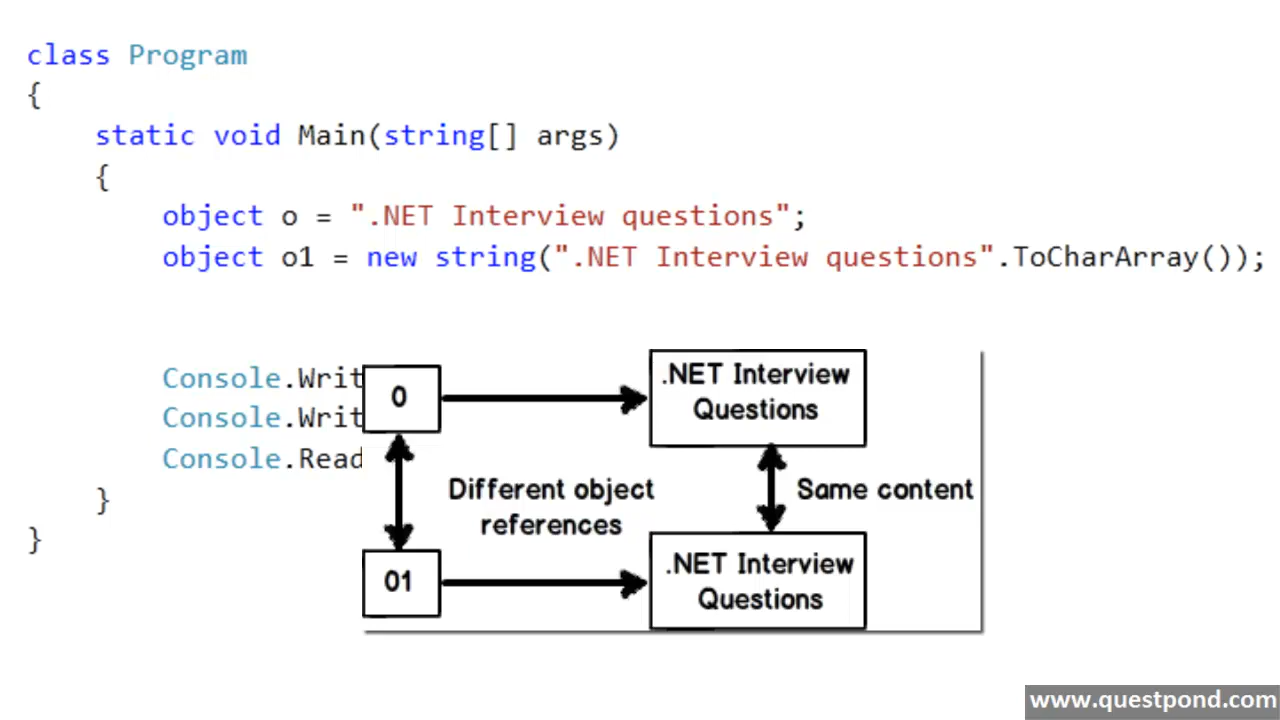 class Program
{
static void Main(string[] args)
{
object o = ".NET Interview questions";
object o1 = new string(".NET Interview questions".ToCharArray());
Console.Writ
Console.Writ
Console.Read
}
}
O
.NET Interview
Questions
Different object
references
Same content
O1
.NET Interview
Questions
www.questpond.com